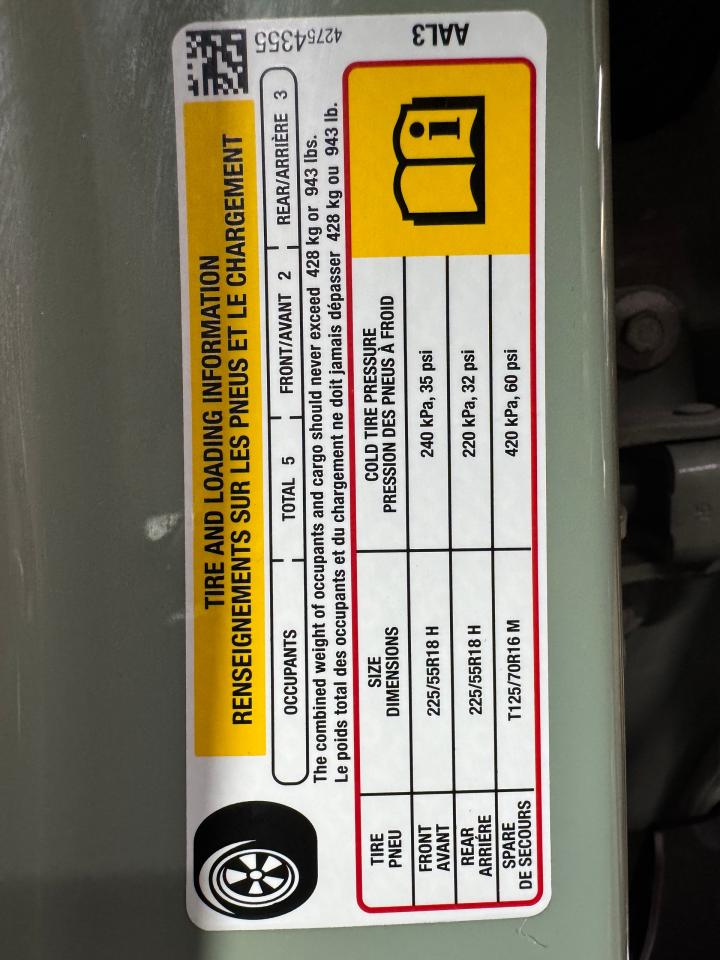 TIRE AND LOADING INFORMATION
RENSEIGNEMENTS SUR LES PNEUS ET LE CHARGEMENT
OCCUPANTS TOTAL 5 FRONT/AVANT 2 REAR/ARRIÈRE 3
The combined weight of occupants and cargo should never exceed 428 kg or 943 lbs.
Le poids total des occupants et du chargement ne doit jamais dépasser 428 kg ou 943 lb.
TIRE SIZE COLD TIRE PRESSURE
PNEU DIMENSIONS PRESSION DES PNEUS À FROID
FRONT
AVANT 225/55R18 H 240 kPa, 35 psi
REAR
ARRIÉRE 225/55R18 H 220 kPa, 32 psi
SPARE
DE SECOURS T125/70R16 M 420 kPa, 60 psi
42754355
AAL3